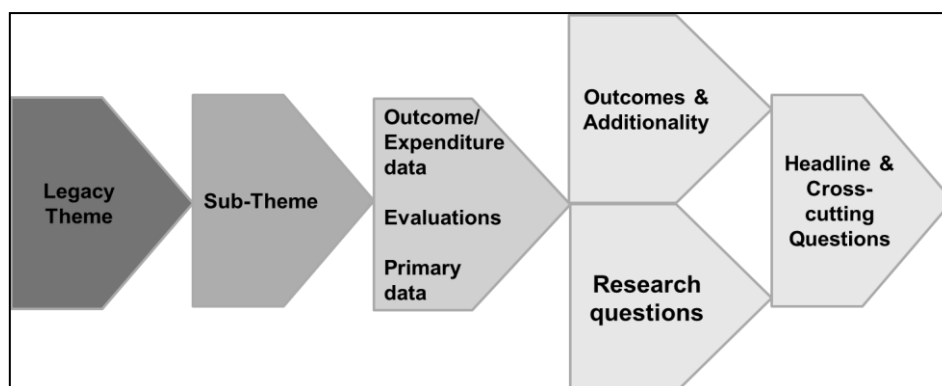 Legacy
Theme
Sub-Theme
Outcome/
Expenditure
data
Evaluations
Primary
data
Outcomes &
Additionality
Research
questions
Headline &
Cross-
cutting
Questions